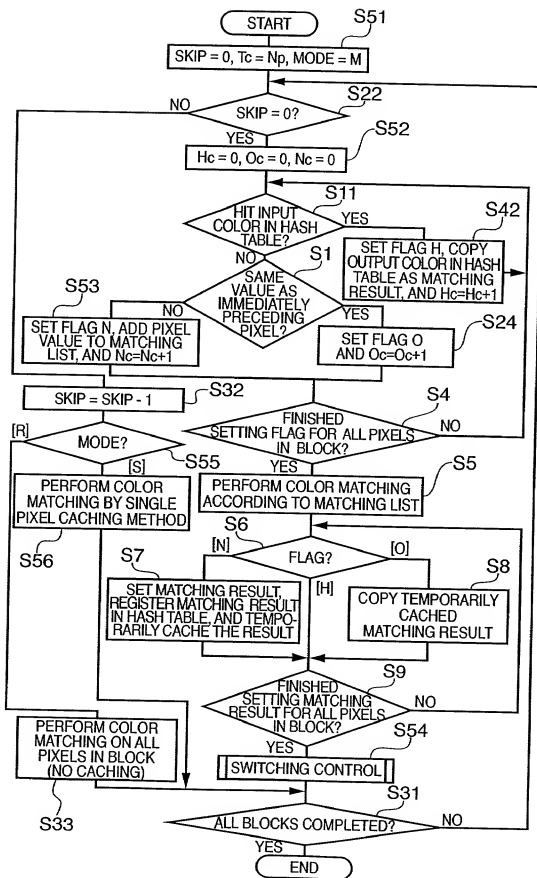 START
S51
SKIP = 0, Tc = Np, MODE = M
S22
NO
SKIP = 0?
YES
S52
Hc = 0, Oc = 0, Nc = 0
S11
HIT INPUT
COLOR IN HASH
TABLE?
YES
S42
NO
SET FLAG H, COPY
OUTPUT COLOR IN HASH
TABLE AS MATCHING
RESULT, AND Hc=Hc+1
S1
SAME
VALUE AS
IMMEDIATELY
PRECEDING
PIXEL?
S53
NO
YES
S24
SET FLAG N, ADD PIXEL
VALUE TO MATCHING
LIST, AND Nc=Nc+1
SET FLAG O
AND Oc=Oc+1
S32
SKIP = SKIP - 1
S4
FINISHED
SETTING FLAG FOR ALL PIXELS
IN BLOCK?
NO
YES
[R]
MODE?
S55
[S]
S5
PERFORM COLOR
MATCHING BY SINGLE
PIXEL CACHING METHOD
S56
PERFORM COLOR MATCHING
ACCORDING TO MATCHING LIST
S6
[N]
FLAG?
[O]
[H]
S7
SET MATCHING RESULT,
REGISTER MATCHING RESULT
IN HASH TABLE, AND TEMPO-
RARILY CACHE THE RESULT
S8
COPY TEMPORARILY
CACHED
MATCHING RESULT
S9
FINISHED
SETTING MATCHING
RESULT FOR ALL PIXELS
IN BLOCK?
NO
YES
S54
SWITCHING CONTROL
PERFORM COLOR
MATCHING ON ALL
PIXELS IN BLOCK
(NO CACHING)
S33
S31
ALL BLOCKS COMPLETED?
NO
YES
END